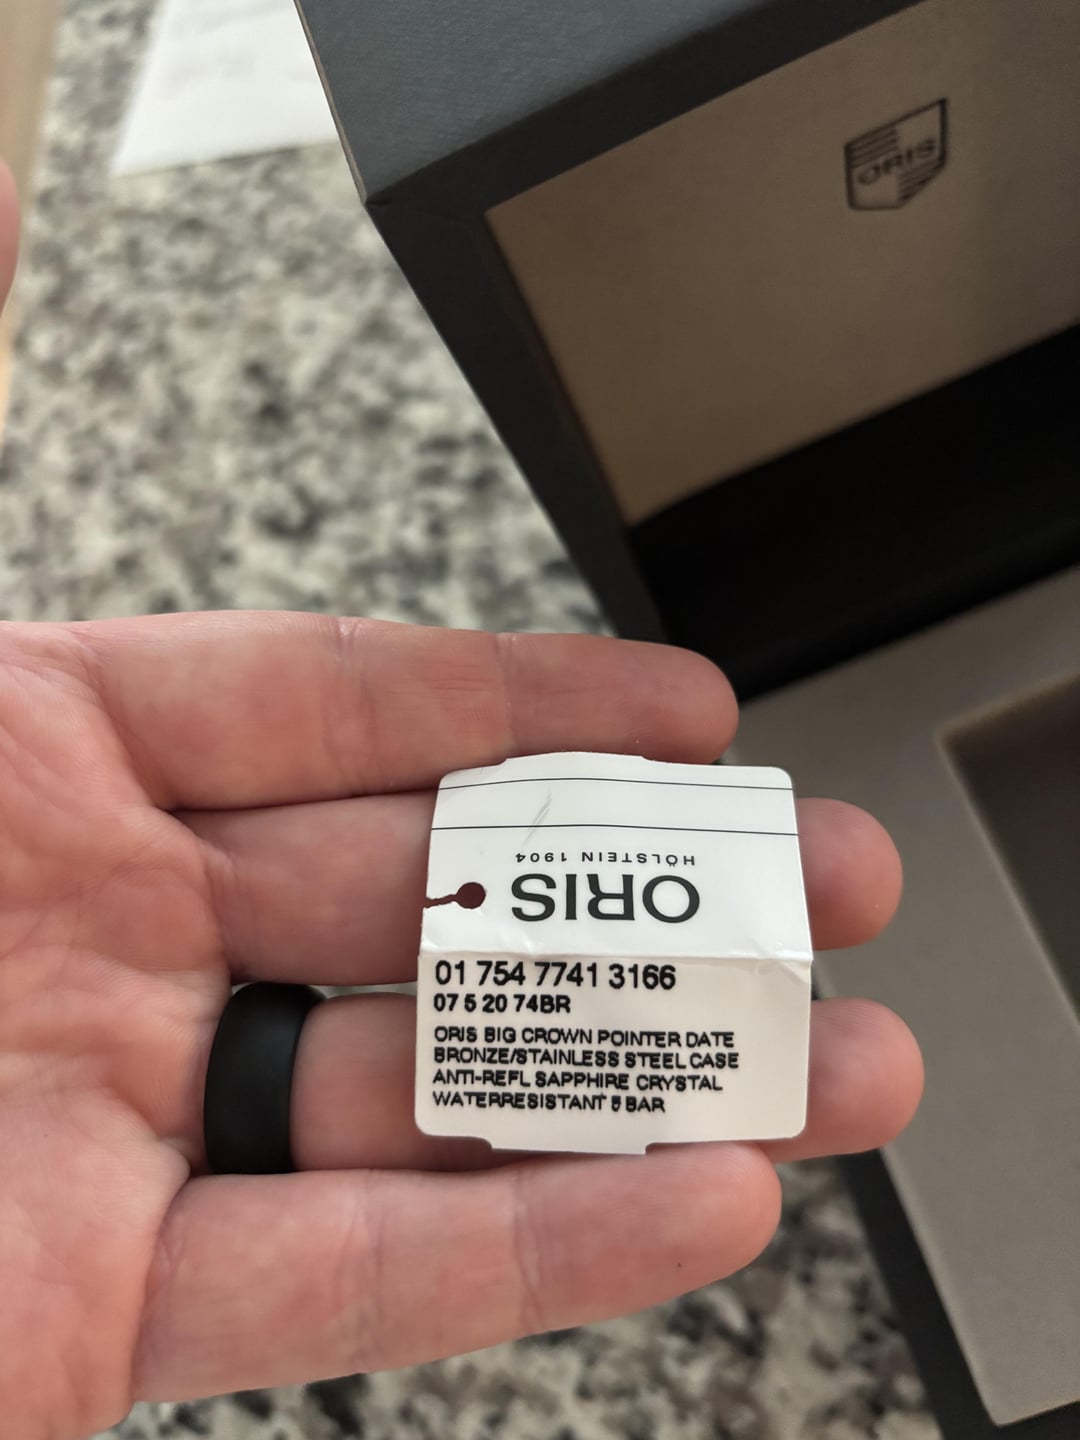 ORIS
ORIS
HÖLSTEIN 1904
01 754 7741 3166
07 5 20 74BR
ORIS BIG CROWN POINTER DATE
BRONZE/STAINLESS STEEL CASE
ANTI-REFL SAPPHIRE CRYSTAL
WATERRESISTANT 5 BAR